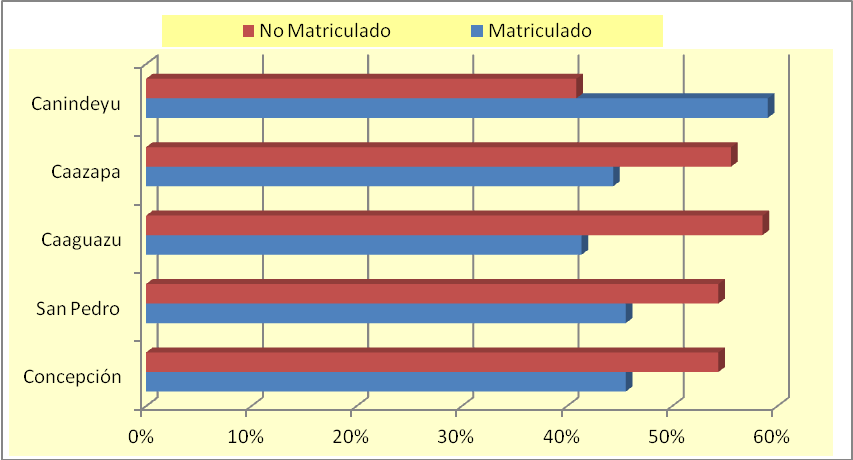 No Matriculado Matriculado
Canindeyu
Caazapa
Caaguazu
San Pedro
Concepción
0% 10% 20% 30% 40% 50% 60%